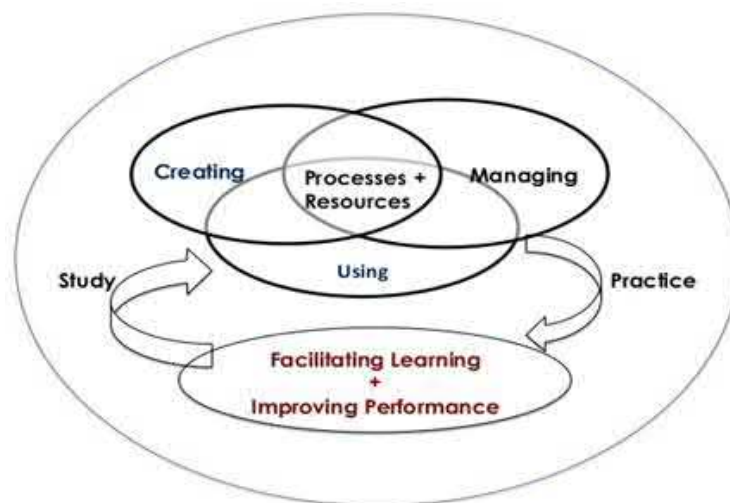 Creating
Processes +
Resources
Managing
Using
Study
Practice
Facilitating Learning
+
Improving Performance